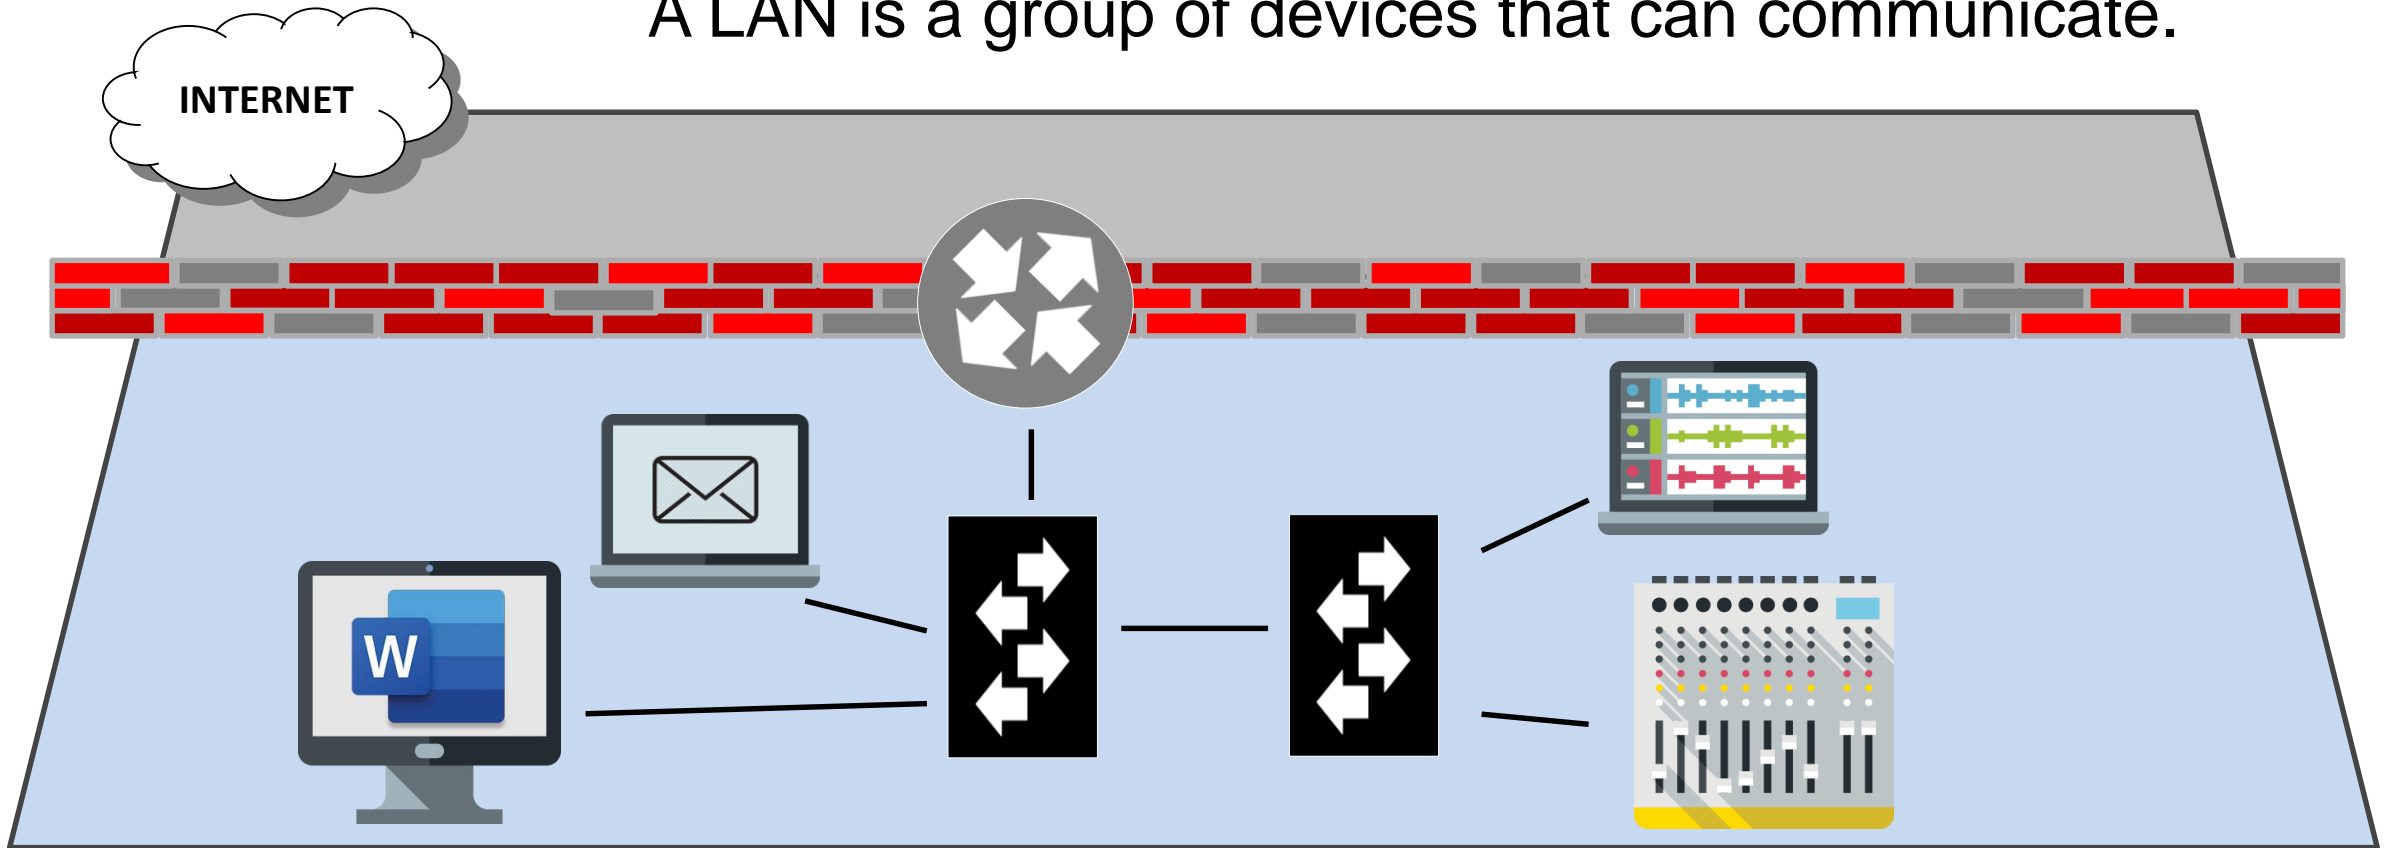 A LAN is a group of devices that can communicate.
INTERNET
W